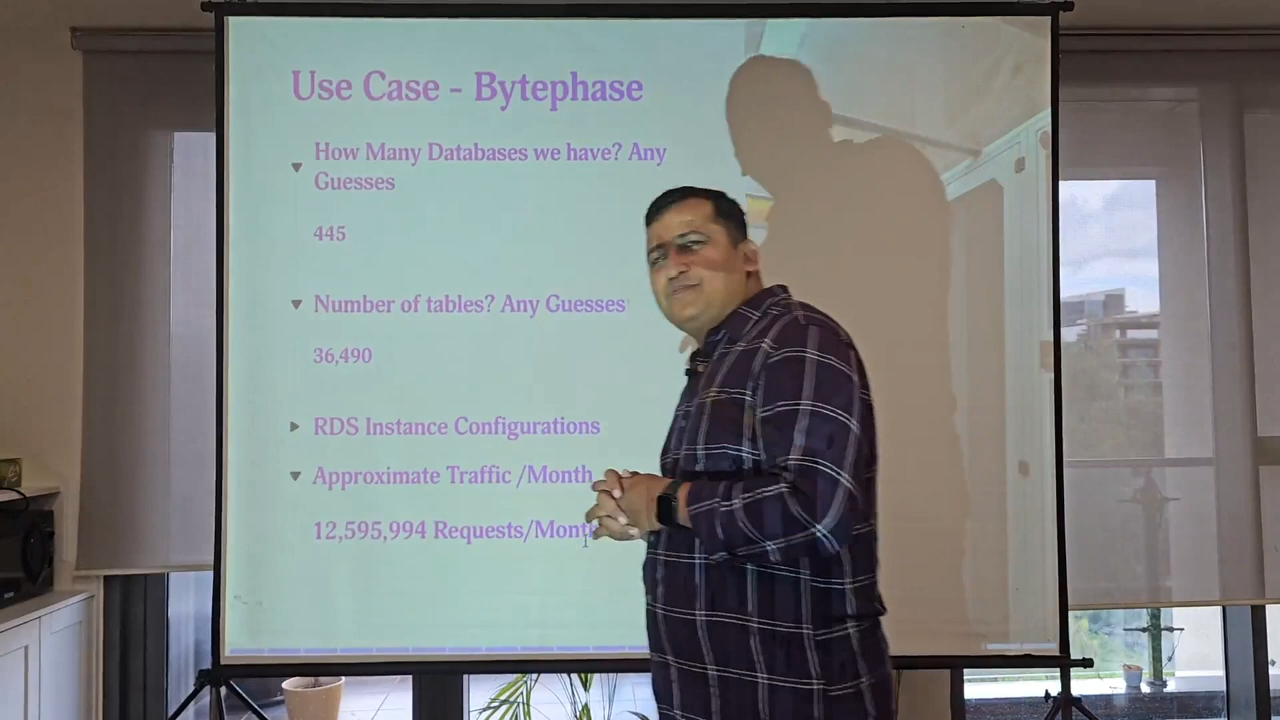 Use Case - Bytephase
How Many Databases we have? Any
Guesses
445
Number of tables? Any Guesses
36,490
RDS Instance Configurations
Approximate Traffic /Month
12,595,994 Requests/Month